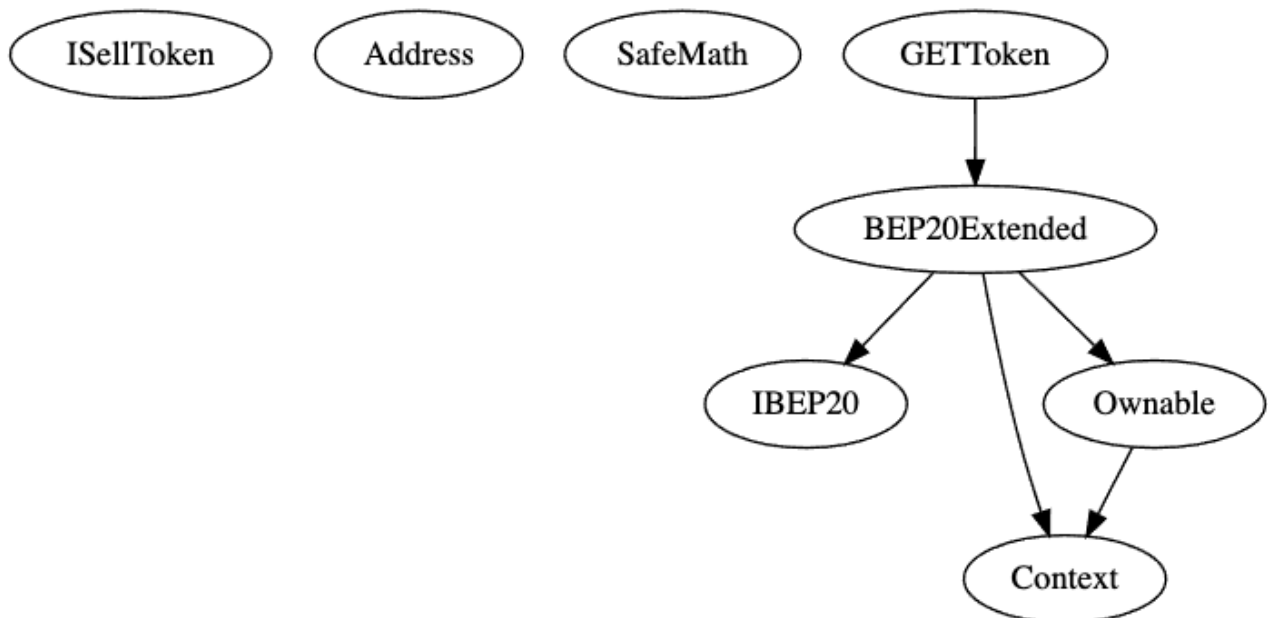 ISellToken
Address
SafeMath
GETToken
BEP20Extended
IBEP20
Ownable
Context